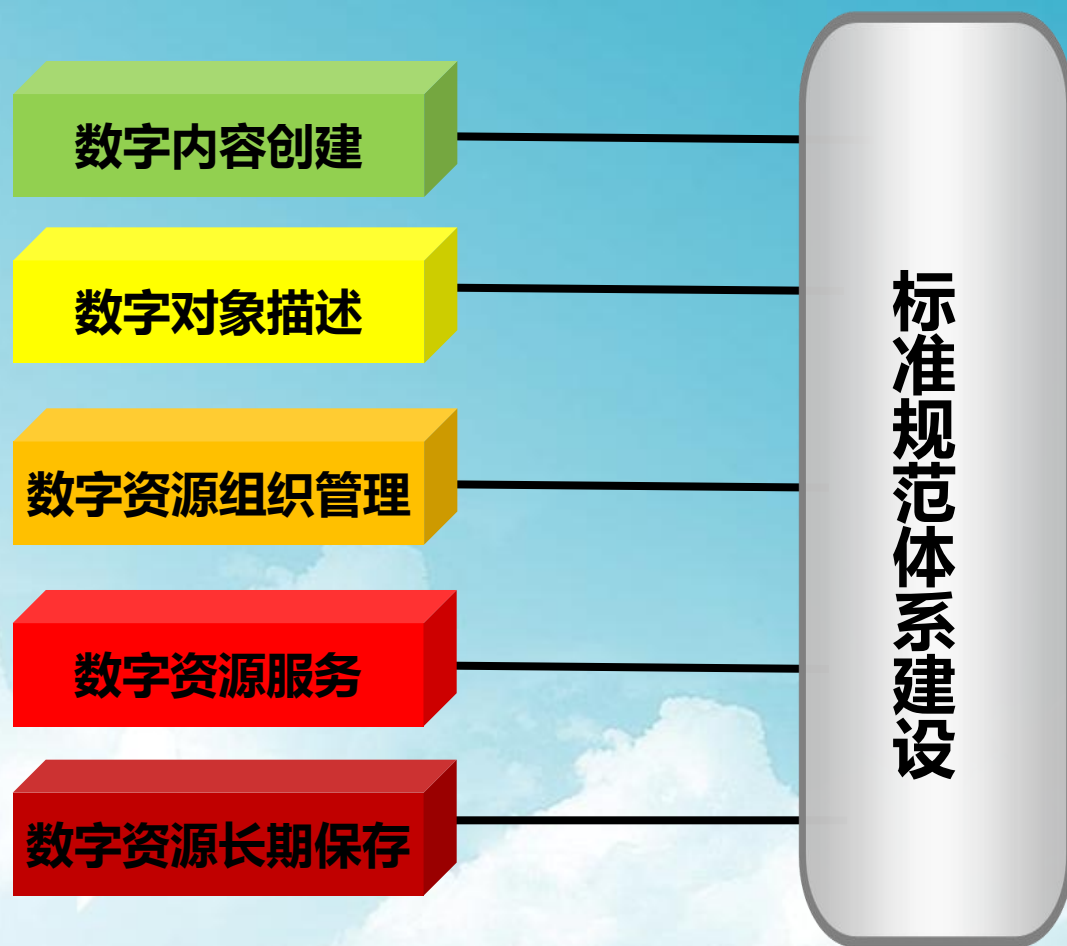 数字内容创建
数字对象描述
数字资源组织管理
数字资源服务
数字资源长期保存
标准规范体系建设